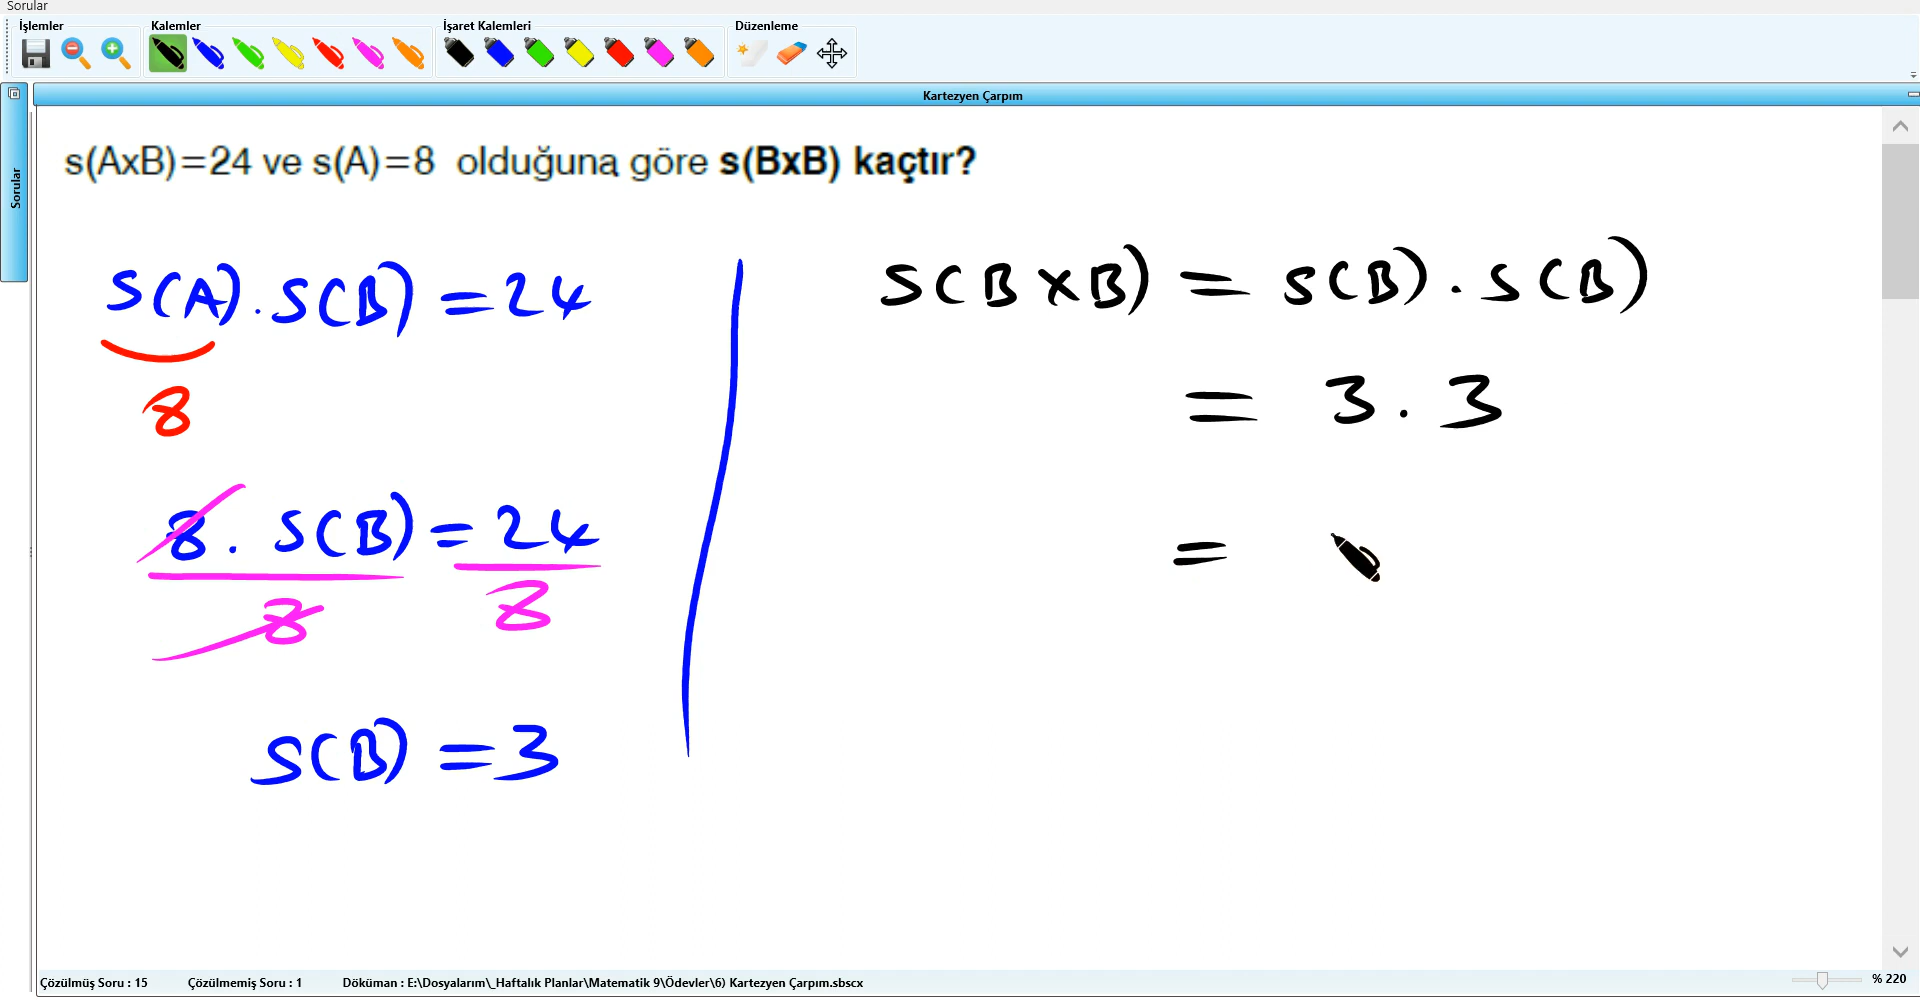 Sorular
İşlemler
Kalemler
İşaret Kalemleri
Düzenleme
Sorular
Kartezyen Çarpım
s(AxB)=24 ve s(A)=8 olduğuna göre s(BxB) kaçtır?
s(A).s(B)=24
8
8.s(B)=24
8 8
s(B)=3
s(B×B)=s(B).s(B)
=3.3
=
Çözülmüş Soru : 15
Çözülmemiş Soru : 1
Döküman : E:\Dosyalarım\_Haftalık Planlar\Matematik 9\Ödevler\6) Kartezyen Çarpım.sbscx
% 220